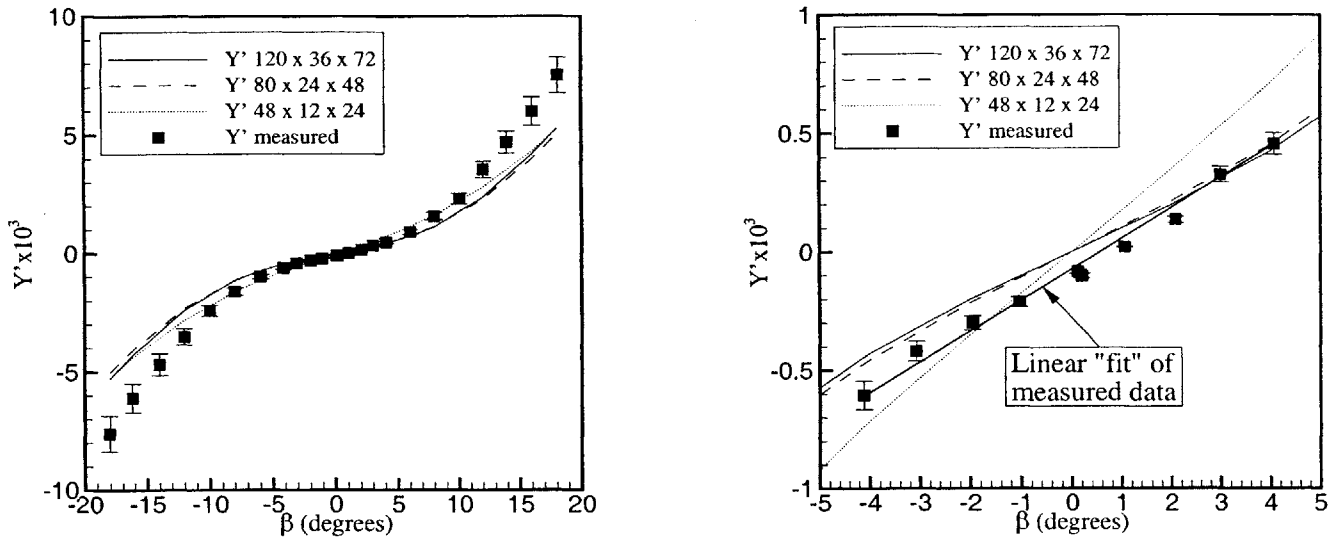 10
5
0
-5
-10
Y'x10³
Y' 120 x 36 x 72
Y' 80 x 24 x 48
Y' 48 x 12 x 24
Y' measured
-20 -15 -10 -5 0 5 10 15 20
β (degrees)
1
0.5
0
-0.5
-1
Y'x10³
Y' 120 x 36 x 72
Y' 80 x 24 x 48
Y' 48 x 12 x 24
Y' measured
Linear "fit" of
measured data
-5 -4 -3 -2 -1 0 1 2 3 4 5
β (degrees)